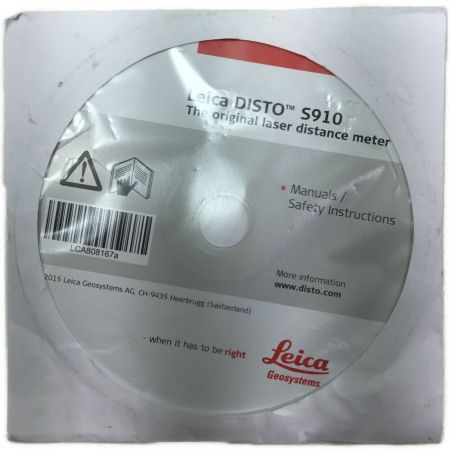 Leica DISTO™ S910
The original laser distance meter
• Manuals /
Safety Instructions
LCA808167a
More information
www.disto.com
2015 Leica Geosystems AG, CH-9435 Heerbrugg (Switzerland)
- when it has to be right
Leica
Geosystems